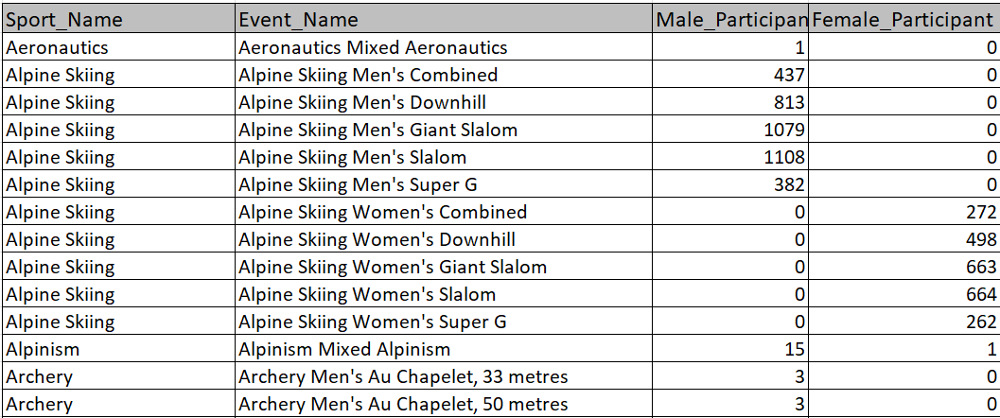 Sport_Name Event_Name Male_Participan Female_Participant
Aeronautics Aeronautics Mixed Aeronautics 1 0
Alpine Skiing Alpine Skiing Men's Combined 437 0
Alpine Skiing Alpine Skiing Men's Downhill 813 0
Alpine Skiing Alpine Skiing Men's Giant Slalom 1079 0
Alpine Skiing Alpine Skiing Men's Slalom 1108 0
Alpine Skiing Alpine Skiing Men's Super G 382 0
Alpine Skiing Alpine Skiing Women's Combined 0 272
Alpine Skiing Alpine Skiing Women's Downhill 0 498
Alpine Skiing Alpine Skiing Women's Giant Slalom 0 663
Alpine Skiing Alpine Skiing Women's Slalom 0 664
Alpine Skiing Alpine Skiing Women's Super G 0 262
Alpinism Alpinism Mixed Alpinism 15 1
Archery Archery Men's Au Chapelet, 33 metres 3 0
Archery Archery Men's Au Chapelet, 50 metres 3 0